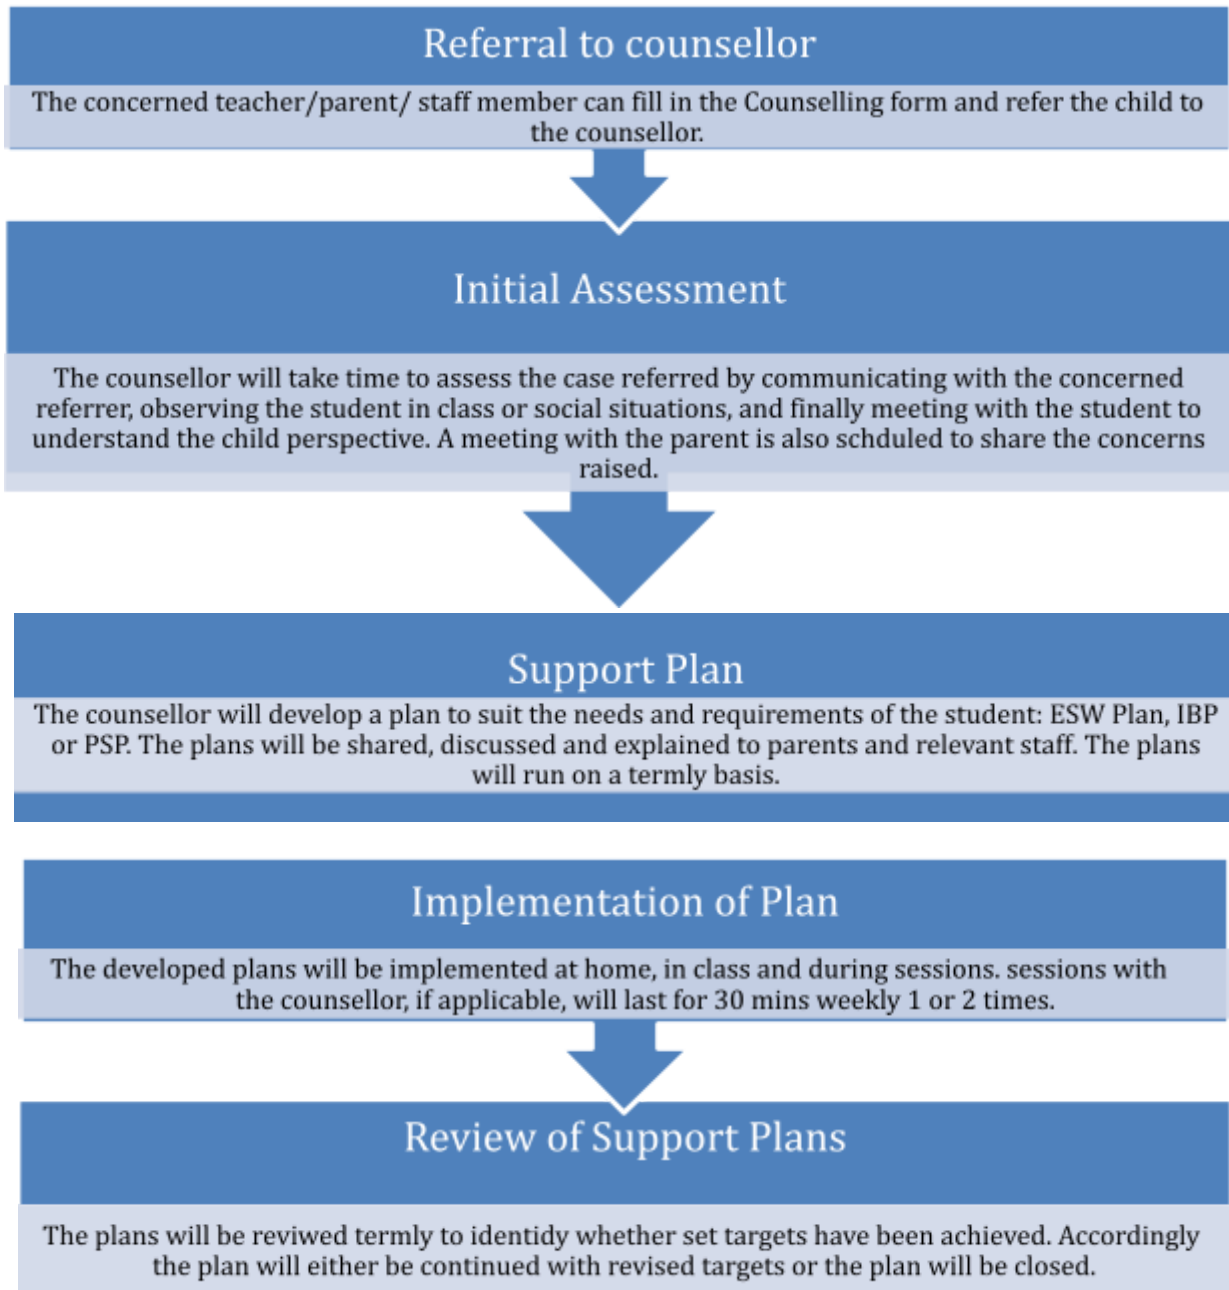 Referral to counsellor
The concerned teacher/parent/ staff member can fill in the Counselling form and refer the child to
the counsellor.
Initial Assessment
The counsellor will take time to assess the case referred by communicating with the concerned
referrer, observing the student in class or social situations, and finally meeting with the student to
understand the child perspective. A meeting with the parent is also schduled to share the concerns
raised.
Support Plan
The counsellor will develop a plan to suit the needs and requirements of the student: ESW Plan, IBP
or PSP. The plans will be shared, discussed and explained to parents and relevant staff. The plans
will run on a termly basis.
Implementation of Plan
The developed plans will be implemented at home, in class and during sessions. sessions with
the counsellor, if applicable, will last for 30 mins weekly 1 or 2 times.
Review of Support Plans
The plans will be reviwed termly to identidy whether set targets have been achieved. Accordingly
the plan will either be continued with revised targets or the plan will be closed.